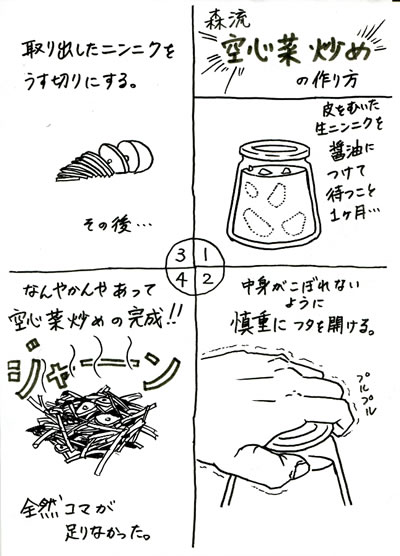 森流
空心菜炒め
の作り方
皮をむいた
生ニンニクを
醤油に
つけて
待つこと
1ヶ月…
1
2
中身がこぼれない
ように
慎重にフタを開ける。
プルプル
3
取り出したニンニクを
うす切りにする。
その後…
4
なんやかんやあって
空心菜炒めの完成!!
ジャーーン
全然コマが
足りなかった。